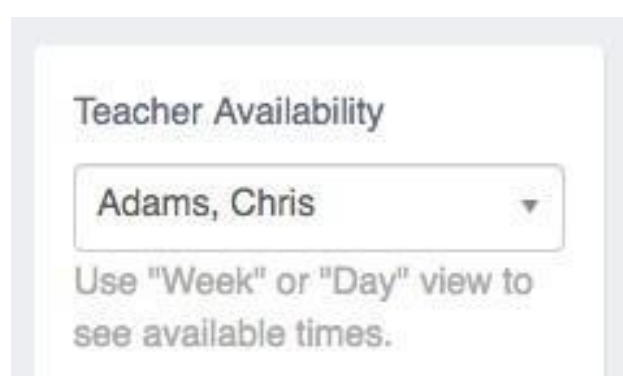 Teacher Availability
Adams, Chris
Use "Week" or "Day" view to
see available times.